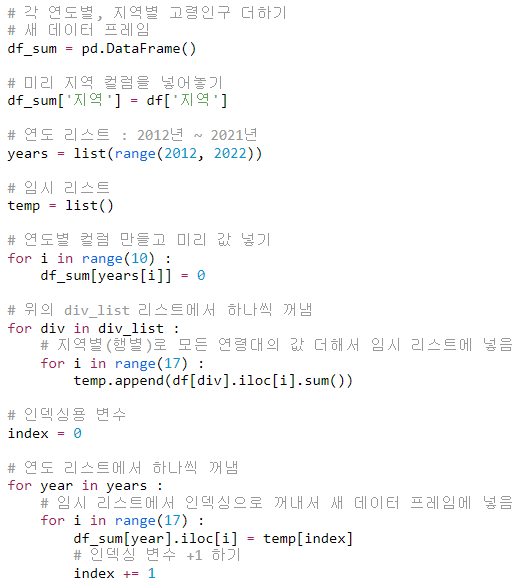 # 각 연도별, 지역별 고령인구 더하기
# 새 데이터 프레임
df_sum = pd.DataFrame()

# 미리 지역 컬럼을 넣어놓기
df_sum['지역'] = df['지역']

# 연도 리스트 : 2012년 ~ 2021년
years = list(range(2012, 2022))

# 임시 리스트
temp = list()

# 연도별 컬럼 만들고 미리 값 넣기
for i in range(10) :
    df_sum[years[i]] = 0

# 위의 div_list 리스트에서 하나씩 꺼냄
for div in div_list :
    # 지역별(행별)로 모든 연령대의 값 더해서 임시 리스트에 넣음
    for i in range(17) :
        temp.append(df[div].iloc[i].sum())

# 인덱싱용 변수
index = 0

# 연도 리스트에서 하나씩 꺼냄
for year in years :
    # 임시 리스트에서 인덱싱으로 꺼내서 새 데이터 프레임에 넣음
    for i in range(17) :
        df_sum[year].iloc[i] = temp[index]
        # 인덱싱 변수 +1 하기
        index += 1